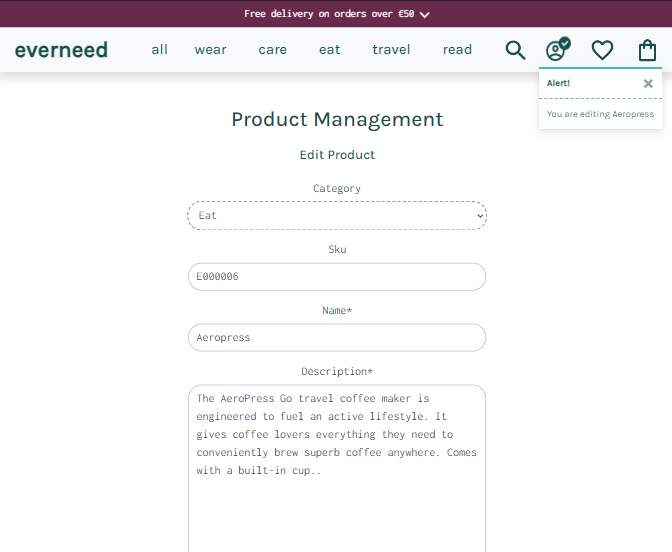 Free delivery on orders over €50
everneed
all wear care eat travel read
Alert!
You are editing Aeropress
Product Management
Edit Product
Category
Eat
Sku
E000006
Name*
Aeropress
Description*
The AeroPress Go travel coffee maker is
engineered to fuel an active lifestyle. It
gives coffee lovers everything they need to
conveniently brew superb coffee anywhere. Comes
with a built-in cup..